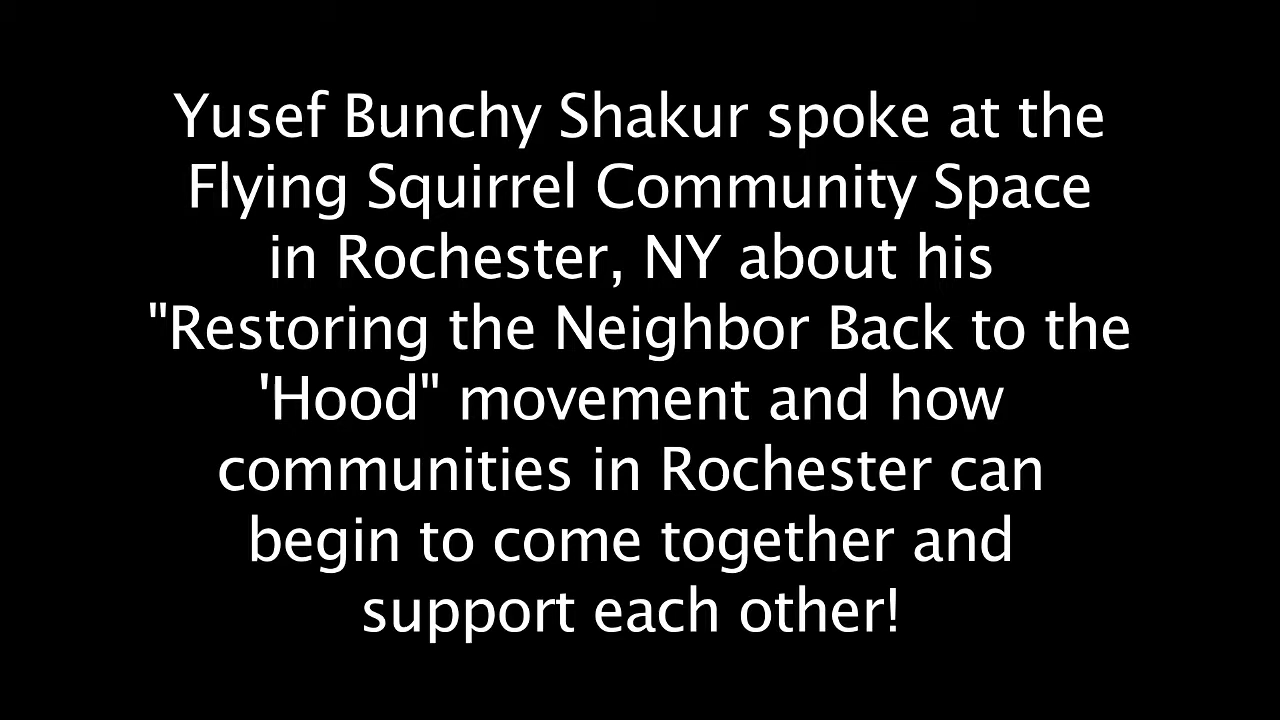 Yusef Bunchy Shakur spoke at the
Flying Squirrel Community Space
in Rochester, NY about his
"Restoring the Neighbor Back to the
'Hood" movement and how
communities in Rochester can
begin to come together and
support each other!